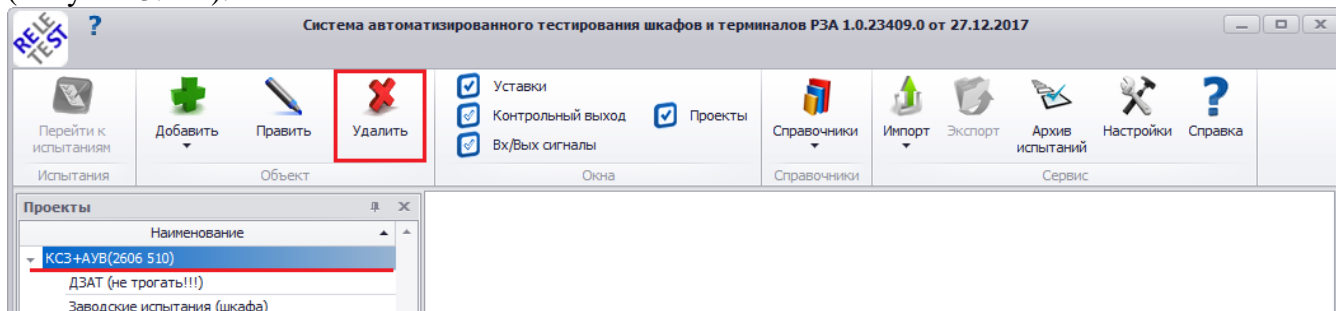 RELE TEST
?
Система автоматизированного тестирования шкафов и терминалов РЗА 1.0.23409.0 от 27.12.2017
Перейти к
испытаниям
Испытания
Добавить
Править
Удалить
Объект
Уставки
Контрольный выход
Вх/Вых сигналы
Проекты
Окна
Справочники
Справочники
Импорт
Экспорт
Архив
испытаний
Настройки
?
Справка
Сервис
Проекты
Наименование
КСЗ+АУВ(2606 510)
ДЗАТ (не трогать!!!)
Заводские испытания (шкафа)